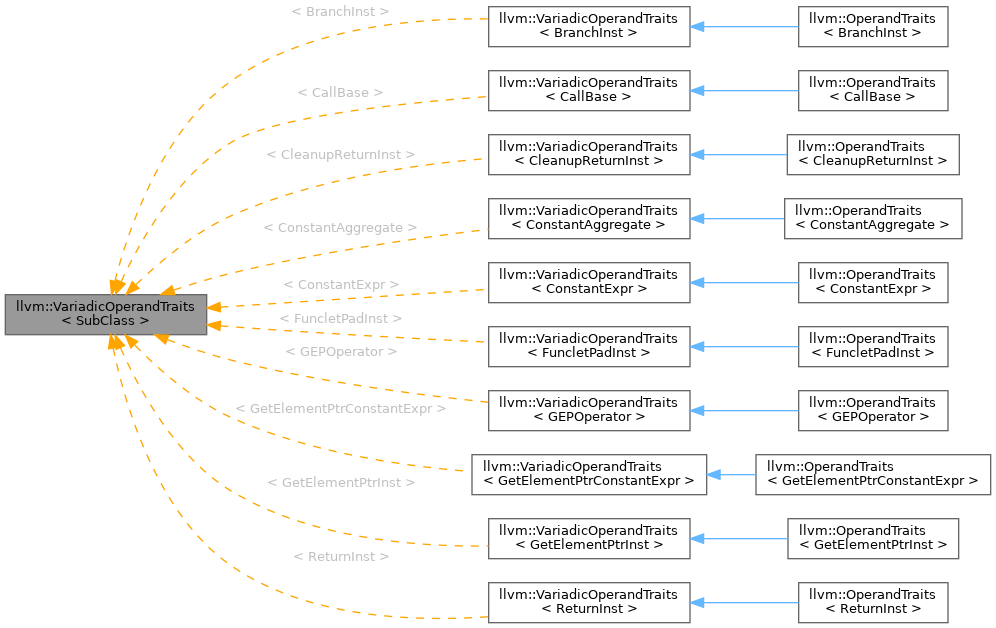 < BranchInst >
llvm::VariadicOperandTraits
< BranchInst >
llvm::OperandTraits
< BranchInst >
< CallBase >
llvm::VariadicOperandTraits
< CallBase >
llvm::OperandTraits
< CallBase >
< CleanupReturnInst >
llvm::VariadicOperandTraits
< CleanupReturnInst >
llvm::OperandTraits
< CleanupReturnInst >
< ConstantAggregate >
llvm::VariadicOperandTraits
< ConstantAggregate >
llvm::OperandTraits
< ConstantAggregate >
< ConstantExpr >
llvm::VariadicOperandTraits
< ConstantExpr >
llvm::OperandTraits
< ConstantExpr >
llvm::VariadicOperandTraits
< SubClass >
< FuncletPadInst >
llvm::VariadicOperandTraits
< FuncletPadInst >
llvm::OperandTraits
< FuncletPadInst >
< GEPOperator >
llvm::VariadicOperandTraits
< GEPOperator >
llvm::OperandTraits
< GEPOperator >
< GetElementPtrConstantExpr >
llvm::VariadicOperandTraits
< GetElementPtrConstantExpr >
llvm::OperandTraits
< GetElementPtrConstantExpr >
< GetElementPtrInst >
llvm::VariadicOperandTraits
< GetElementPtrInst >
llvm::OperandTraits
< GetElementPtrInst >
< ReturnInst >
llvm::VariadicOperandTraits
< ReturnInst >
llvm::OperandTraits
< ReturnInst >